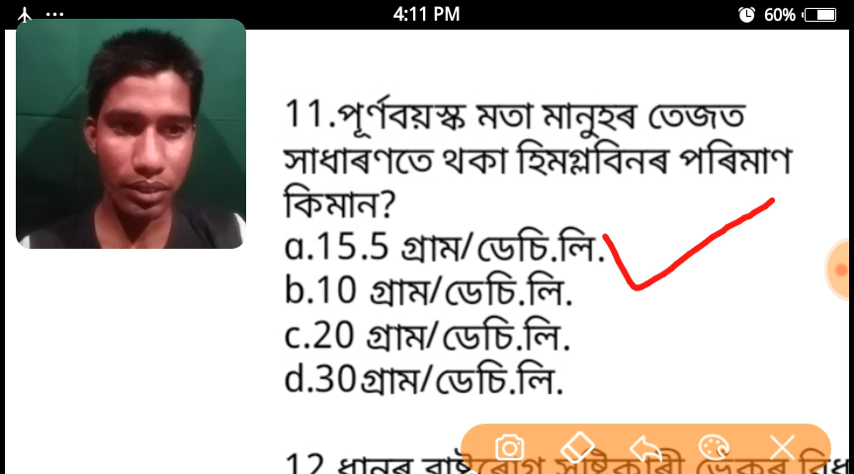 4:11 PM
60%
11.পূৰ্ণবয়স্ক মতা মানুহৰ তেজত
সাধাৰণতে থকা হিমগ্লবিনৰ পৰিমাণ
কিমান?
a.15.5 গ্ৰাম/ডেচি.লি.
b.10 গ্ৰাম/ডেচি.লি.
c.20 গ্ৰাম/ডেচি.লি.
d.30গ্ৰাম/ডেচি.লি.
12 ধানৰ